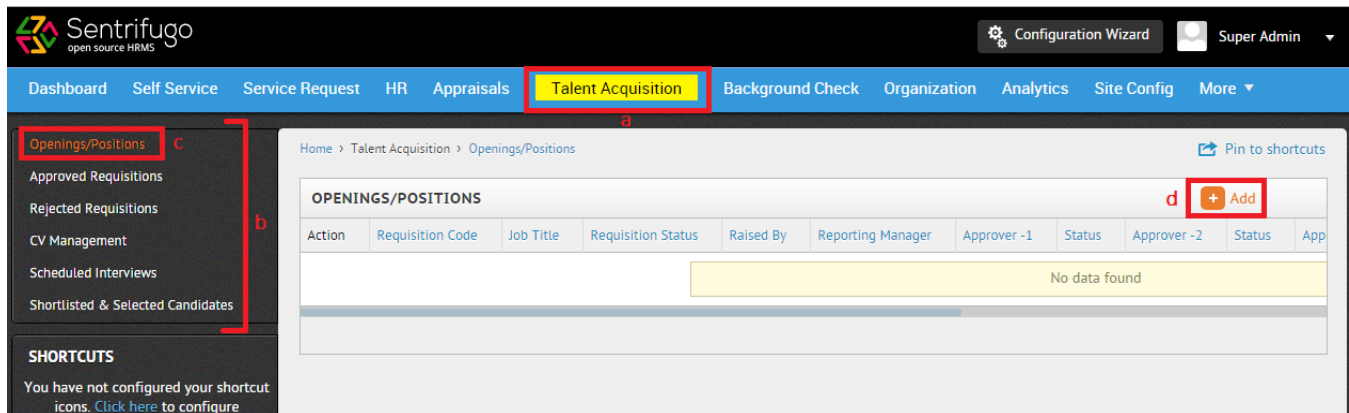 Sentrifugo
open source HRMS
Configuration Wizard
Super Admin
Dashboard Self Service Service Request HR Appraisals Talent Acquisition Background Check Organization Analytics Site Config More
a
Openings/Positions c
Approved Requisitions
Rejected Requisitions
CV Management
Scheduled Interviews
Shortlisted & Selected Candidates
b
SHORTCUTS
You have not configured your shortcut
icons. Click here to configure
Home › Talent Acquisition › Openings/Positions
Pin to shortcuts
OPENINGS/POSITIONS
d + Add
Action Requisition Code Job Title Requisition Status Raised By Reporting Manager Approver -1 Status Approver -2 Status App
No data found